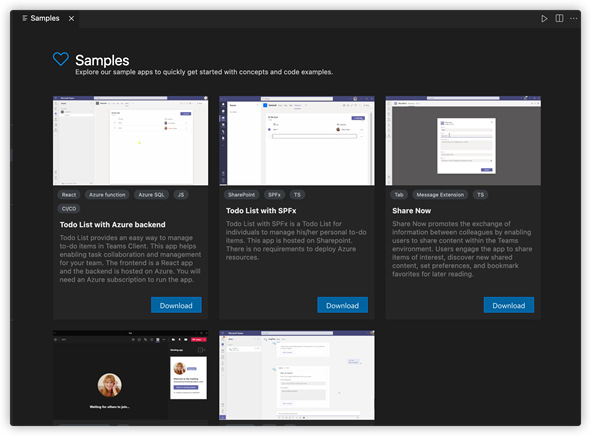 Samples
Samples
Explore our sample apps to quickly get started with concepts and code examples.
React Azure function Azure SQL JS
CI/CD
Todo List with Azure backend
Todo List provides an easy way to manage
to-do items in Teams Client. This app helps
enabling task collaboration and management
for your team. The frontend is a React app
and the backend is hosted on Azure. You will
need an Azure subscription to run the app.
Download
SharePoint SPFx TS
Todo List with SPFx
Todo List with SPFx is a Todo List for
individuals to manage his/her personal to-do
items. This app is hosted on Sharepoint.
There is no requirements to deploy Azure
resources.
Download
Tab Message Extension TS
Share Now
Share Now promotes the exchange of
information between colleagues by enabling
users to share content within the Teams
environment. Users engage the app to share
items of interest, discover new shared
content, set preferences, and bookmark
favorites for later reading.
Download
Waiting for others to join...